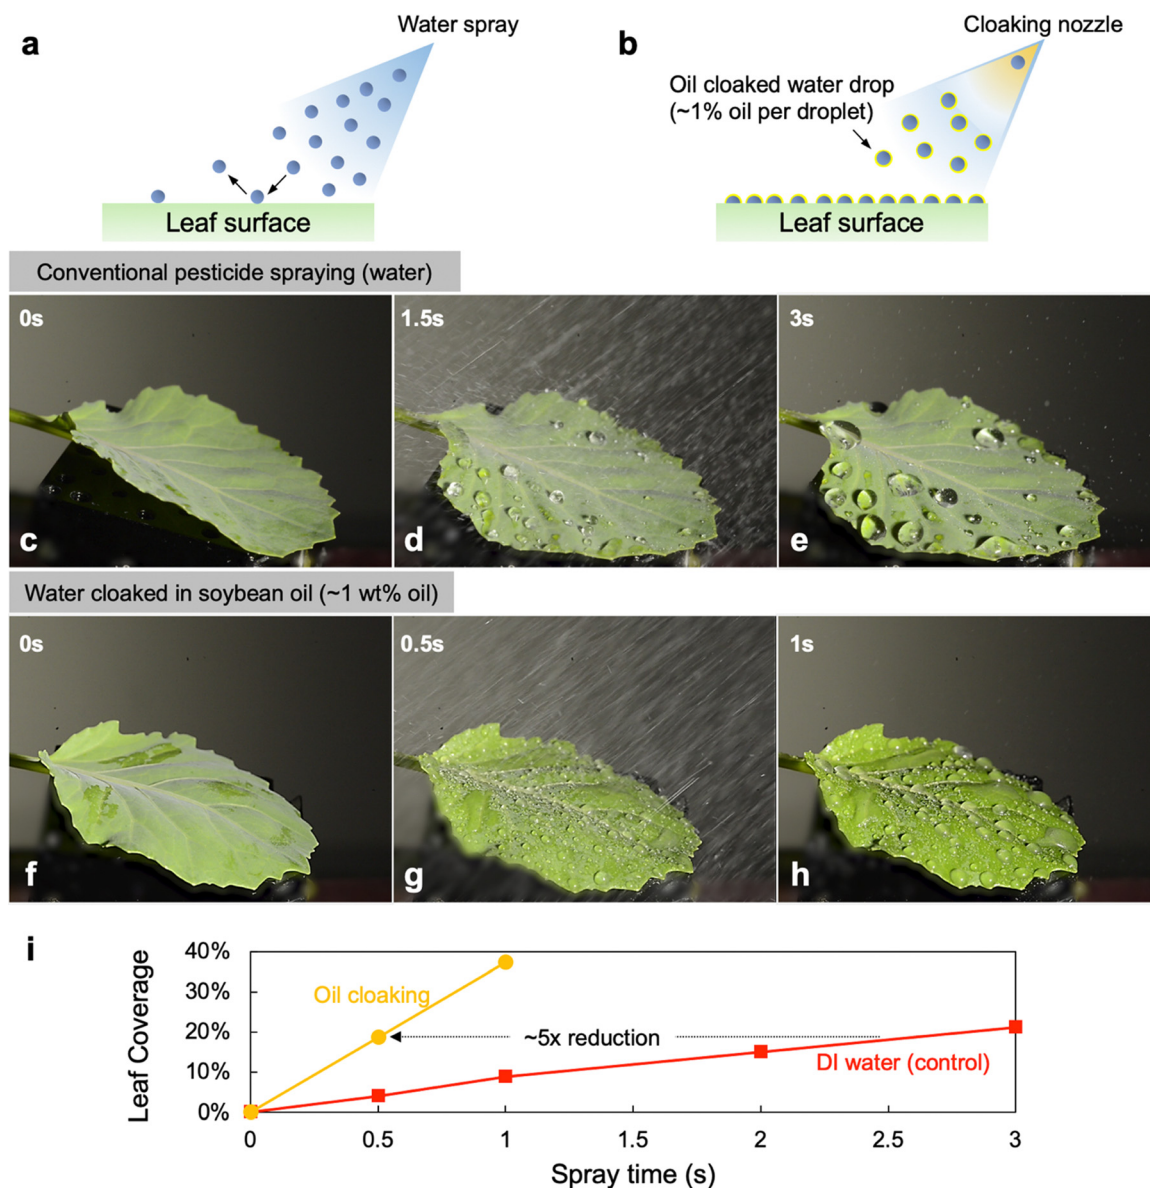 a
Water spray
Leaf surface
b
Cloaking nozzle
Oil cloaked water drop
(~1% oil per droplet)
Leaf surface
Conventional pesticide spraying (water)
0s
c
1.5s
d
3s
e
Water cloaked in soybean oil (~1 wt% oil)
0s
f
0.5s
g
1s
h
i
Leaf Coverage
40%
30%
20%
10%
0%
Oil cloaking
~5x reduction
DI water (control)
0
0.5
1
1.5
2
2.5
3
Spray time (s)